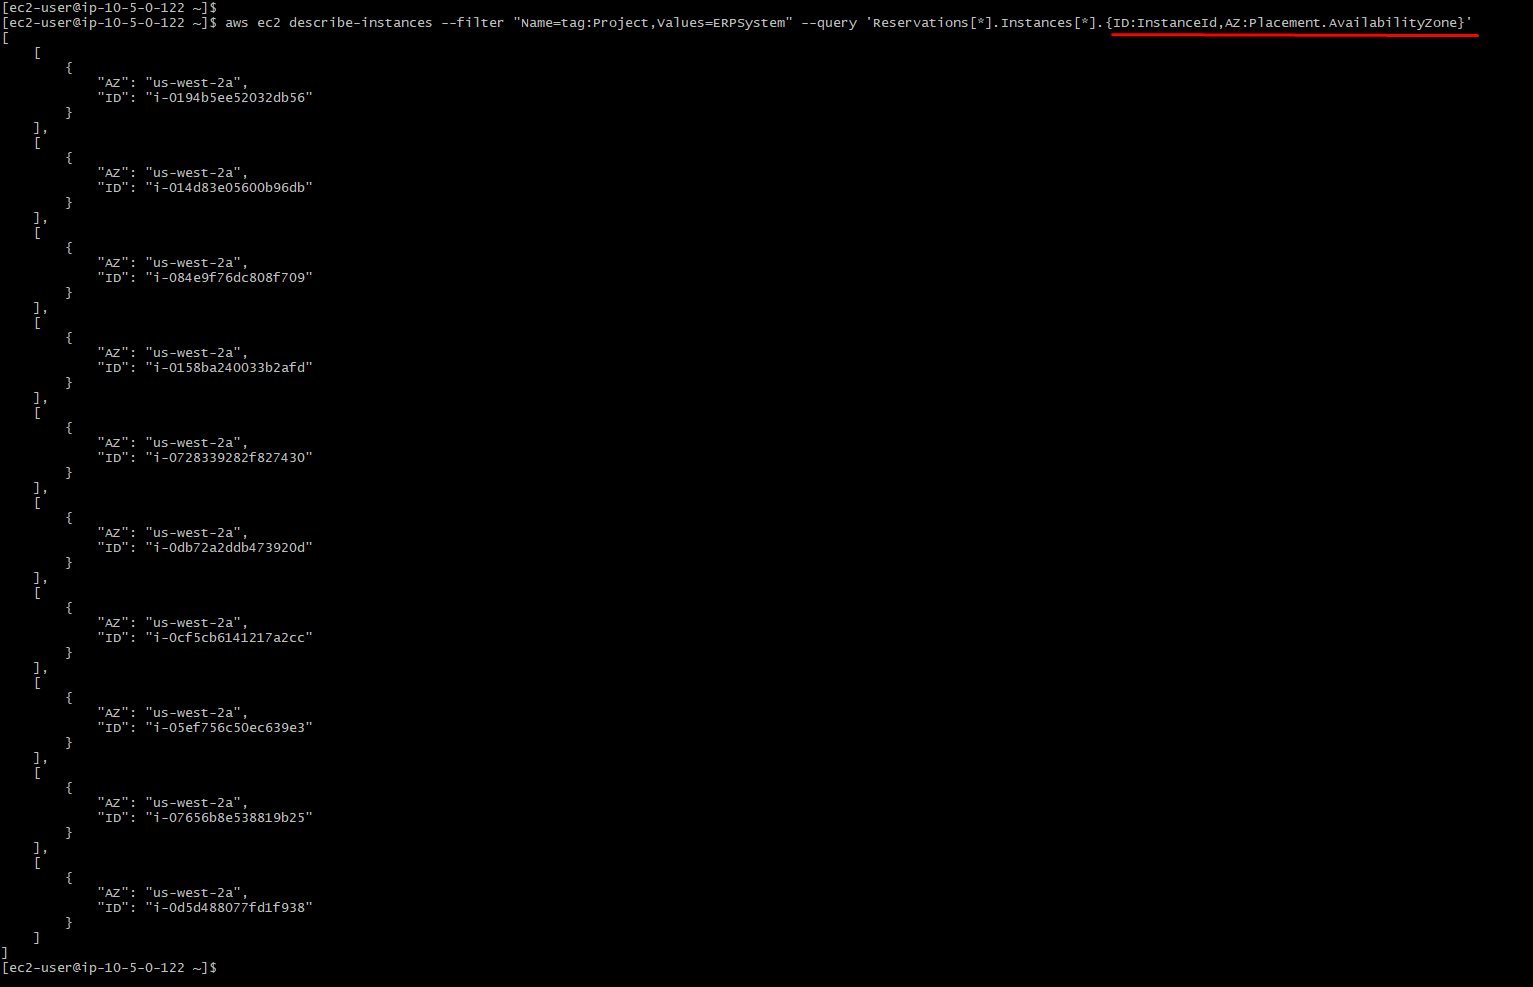 [ec2-user@ip-10-5-0-122 ~]$
[ec2-user@ip-10-5-0-122 ~]$ aws ec2 describe-instances --filter "Name=tag:Project,Values=ERPSystem" --query 'Reservations[*].Instances[*].{ID:InstanceId,AZ:Placement.AvailabilityZone}'
[
    [
        {
            "AZ": "us-west-2a",
            "ID": "i-0194b5ee52032db56"
        }
    ],
    [
        {
            "AZ": "us-west-2a",
            "ID": "i-014d83e05600b96db"
        }
    ],
    [
        {
            "AZ": "us-west-2a",
            "ID": "i-084e9f76dc808f709"
        }
    ],
    [
        {
            "AZ": "us-west-2a",
            "ID": "i-0158ba240033b2afd"
        }
    ],
    [
        {
            "AZ": "us-west-2a",
            "ID": "i-0728339282f827430"
        }
    ],
    [
        {
            "AZ": "us-west-2a",
            "ID": "i-0db72a2ddb473920d"
        }
    ],
    [
        {
            "AZ": "us-west-2a",
            "ID": "i-0cf5cb6141217a2cc"
        }
    ],
    [
        {
            "AZ": "us-west-2a",
            "ID": "i-05ef756c50ec639e3"
        }
    ],
    [
        {
            "AZ": "us-west-2a",
            "ID": "i-07656b8e538819b25"
        }
    ],
    [
        {
            "AZ": "us-west-2a",
            "ID": "i-0d5d488077fd1f938"
        }
    ]
]
[ec2-user@ip-10-5-0-122 ~]$